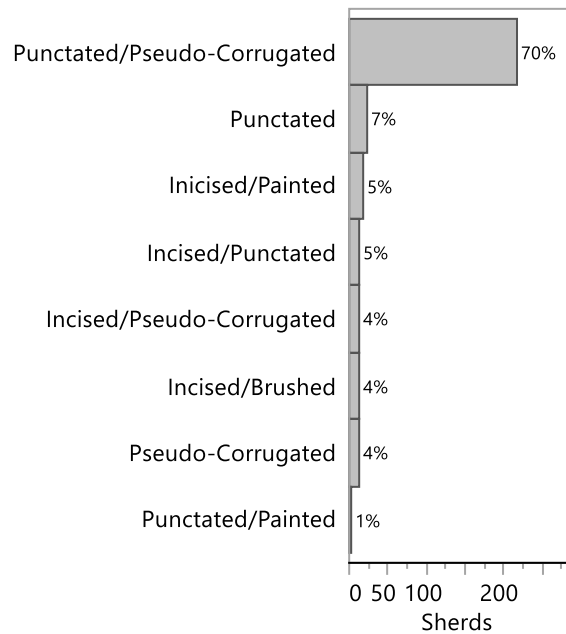 Punctated/Pseudo-Corrugated 70%
Punctated 7%
Inicised/Painted 5%
Incised/Punctated 5%
Incised/Pseudo-Corrugated 4%
Incised/Brushed 4%
Pseudo-Corrugated 4%
Punctated/Painted 1%
0 50 100 200
Sherds